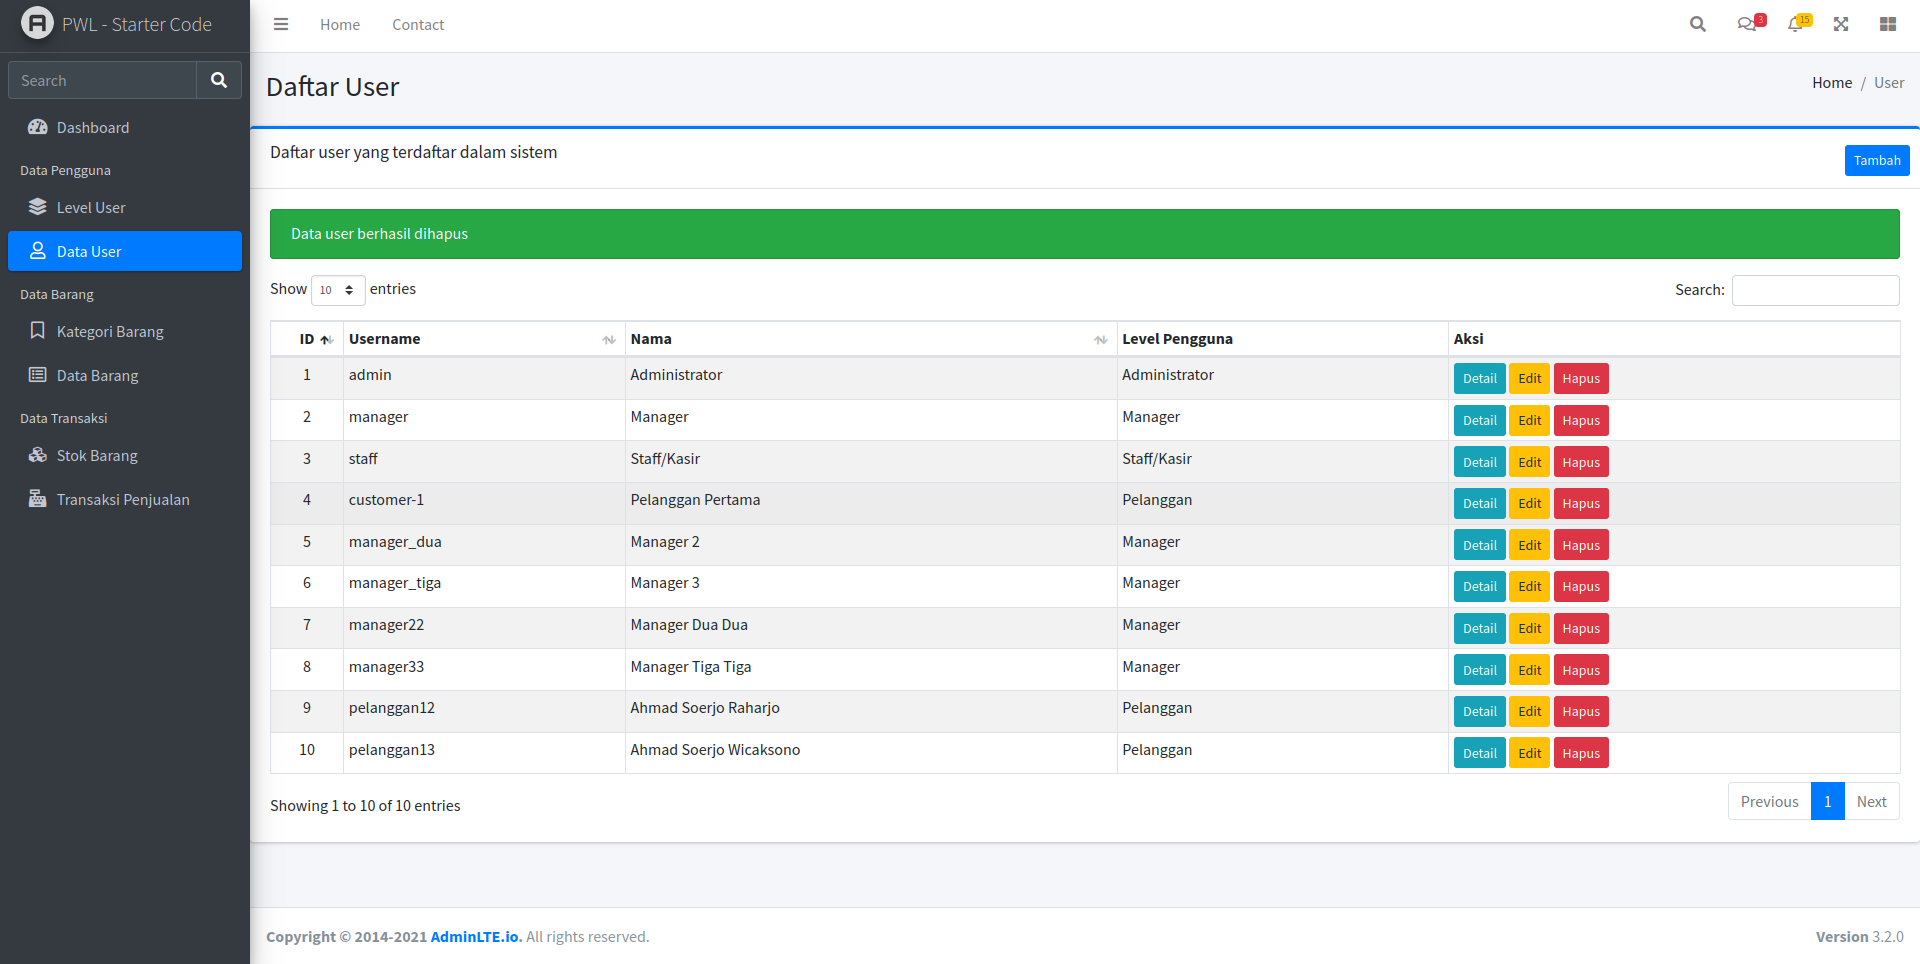 PWL - Starter Code
Home
Contact
3
15
Search
Dashboard
Data Pengguna
Level User
Data User
Data Barang
Kategori Barang
Data Barang
Data Transaksi
Stok Barang
Transaksi Penjualan
Daftar User
Home / User
Daftar user yang terdaftar dalam sistem
Tambah
Data user berhasil dihapus
Show 10 entries
Search:
ID Username Nama Level Pengguna Aksi
1 admin Administrator Administrator Detail Edit Hapus
2 manager Manager Manager Detail Edit Hapus
3 staff Staff/Kasir Staff/Kasir Detail Edit Hapus
4 customer-1 Pelanggan Pertama Pelanggan Detail Edit Hapus
5 manager_dua Manager 2 Manager Detail Edit Hapus
6 manager_tiga Manager 3 Manager Detail Edit Hapus
7 manager22 Manager Dua Dua Manager Detail Edit Hapus
8 manager33 Manager Tiga Tiga Manager Detail Edit Hapus
9 pelanggan12 Ahmad Soerjo Raharjo Pelanggan Detail Edit Hapus
10 pelanggan13 Ahmad Soerjo Wicaksono Pelanggan Detail Edit Hapus
Showing 1 to 10 of 10 entries
Previous 1 Next
Copyright © 2014-2021 AdminLTE.io. All rights reserved.
Version 3.2.0